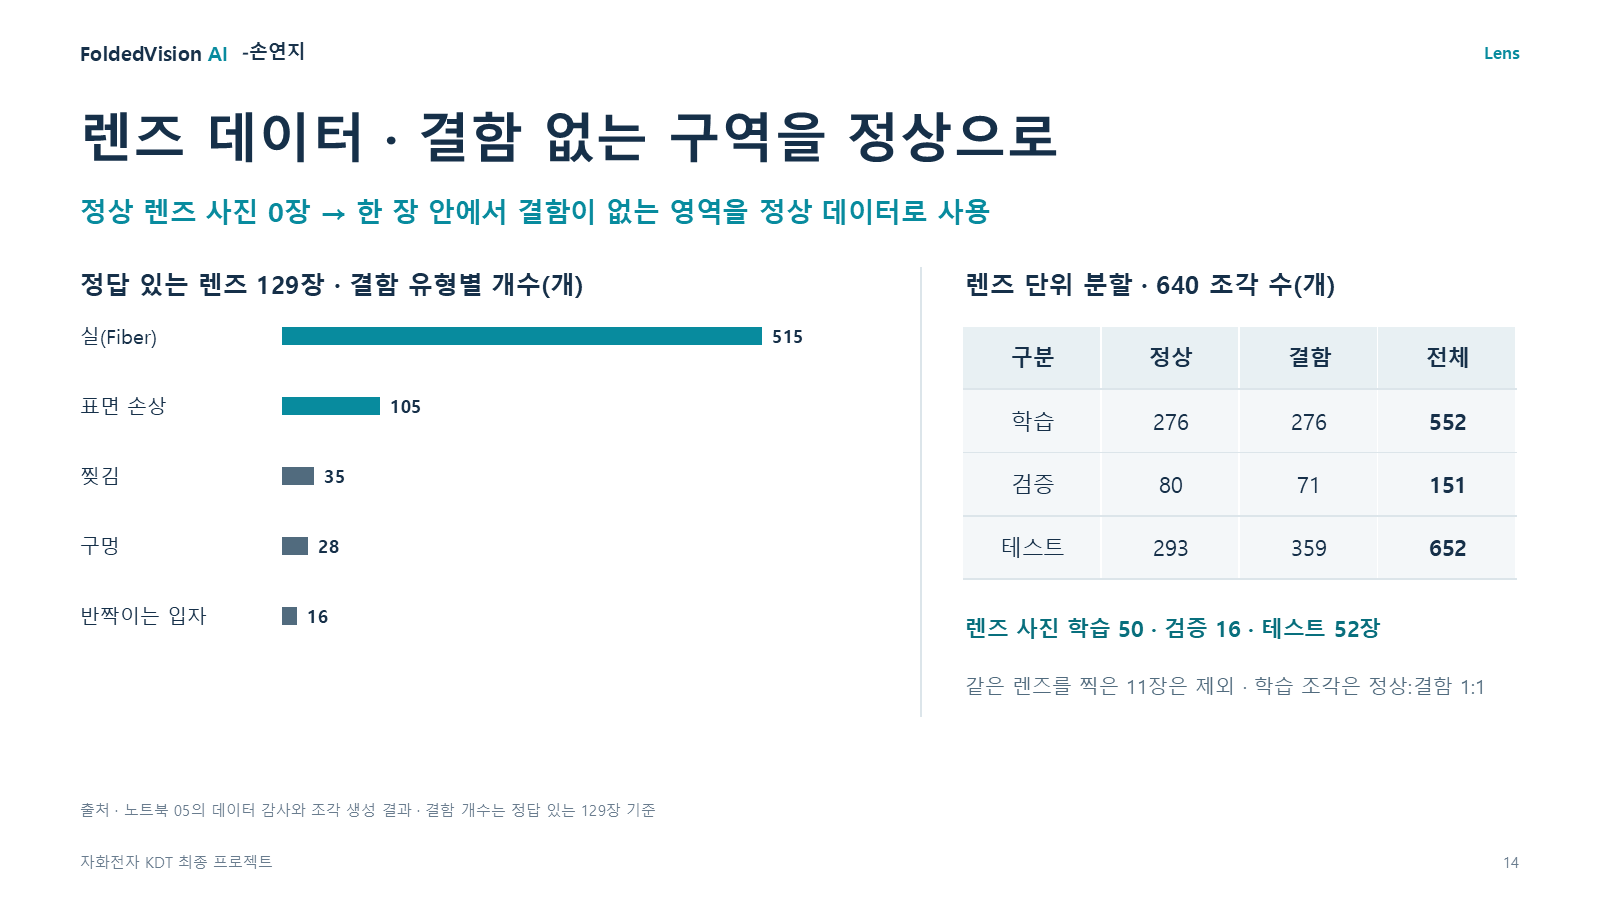 FoldedVision AI -손연지
Lens
렌즈 데이터 · 결함 없는 구역을 정상으로
정상 렌즈 사진 0장 → 한 장 안에서 결함이 없는 영역을 정상 데이터로 사용
정답 있는 렌즈 129장 · 결함 유형별 개수(개)
실(Fiber) 515
표면 손상 105
찢김 35
구멍 28
반짝이는 입자 16
렌즈 단위 분할 · 640 조각 수(개)
구분 정상 결함 전체
학습 276 276 552
검증 80 71 151
테스트 293 359 652
렌즈 사진 학습 50 · 검증 16 · 테스트 52장
같은 렌즈를 찍은 11장은 제외 · 학습 조각은 정상:결함 1:1
출처 · 노트북 05의 데이터 감사와 조각 생성 결과 · 결함 개수는 정답 있는 129장 기준
자화전자 KDT 최종 프로젝트
14